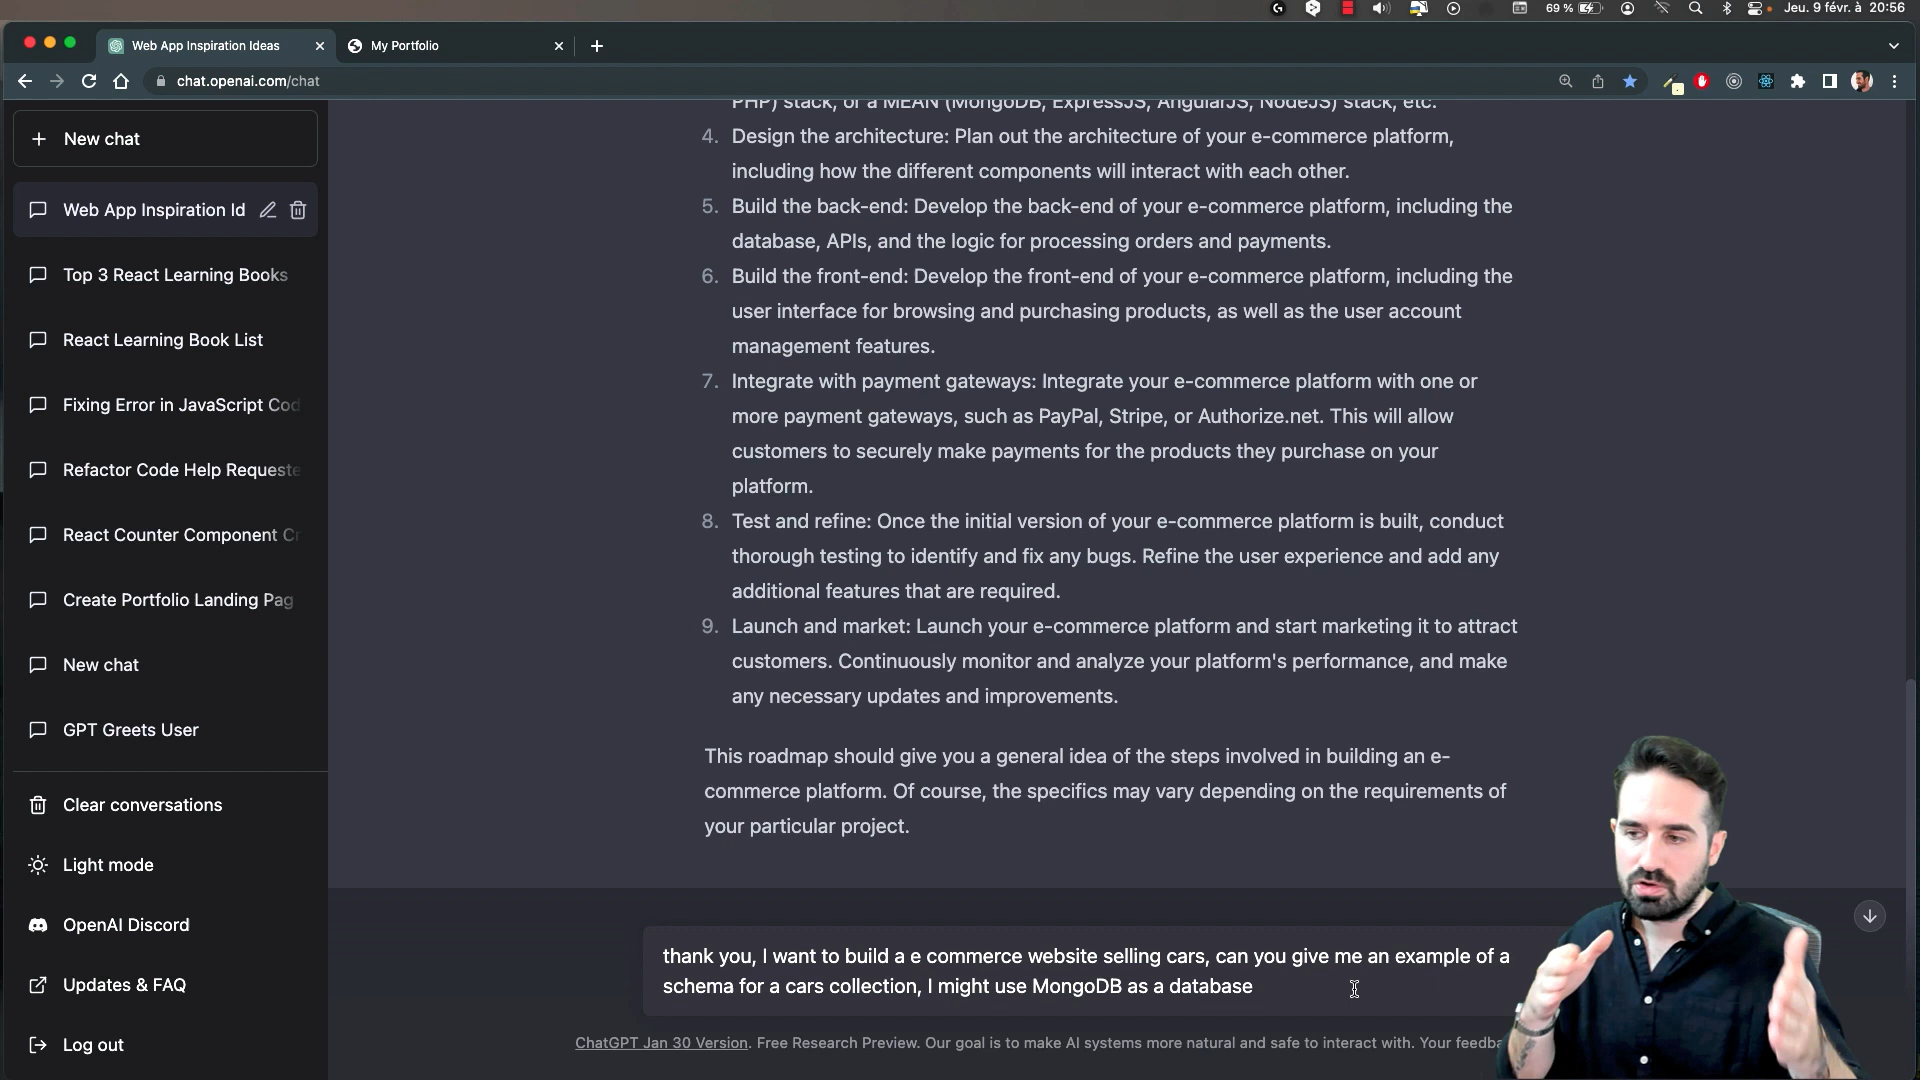 69 %
Jeu. 9 févr. à 20:56
Web App Inspiration Ideas
My Portfolio
chat.openai.com/chat
New chat
Web App Inspiration Id
Top 3 React Learning Books
React Learning Book List
Fixing Error in JavaScript Cod
Refactor Code Help Requeste
React Counter Component Cr
Create Portfolio Landing Pag
New chat
GPT Greets User
Clear conversations
Light mode
OpenAI Discord
Updates & FAQ
Log out
PHP) stack, or a MEAN (MongoDB, ExpressJS, AngularJS, NodeJS) stack, etc.
4. Design the architecture: Plan out the architecture of your e-commerce platform,
including how the different components will interact with each other.
5. Build the back-end: Develop the back-end of your e-commerce platform, including the
database, APIs, and the logic for processing orders and payments.
6. Build the front-end: Develop the front-end of your e-commerce platform, including the
user interface for browsing and purchasing products, as well as the user account
management features.
7. Integrate with payment gateways: Integrate your e-commerce platform with one or
more payment gateways, such as PayPal, Stripe, or Authorize.net. This will allow
customers to securely make payments for the products they purchase on your
platform.
8. Test and refine: Once the initial version of your e-commerce platform is built, conduct
thorough testing to identify and fix any bugs. Refine the user experience and add any
additional features that are required.
9. Launch and market: Launch your e-commerce platform and start marketing it to attract
customers. Continuously monitor and analyze your platform's performance, and make
any necessary updates and improvements.
This roadmap should give you a general idea of the steps involved in building an e-
commerce platform. Of course, the specifics may vary depending on the requirements of
your particular project.
thank you, I want to build a e commerce website selling cars, can you give me an example of a
schema for a cars collection, I might use MongoDB as a database
ChatGPT Jan 30 Version. Free Research Preview. Our goal is to make AI systems more natural and safe to interact with. Your feedba